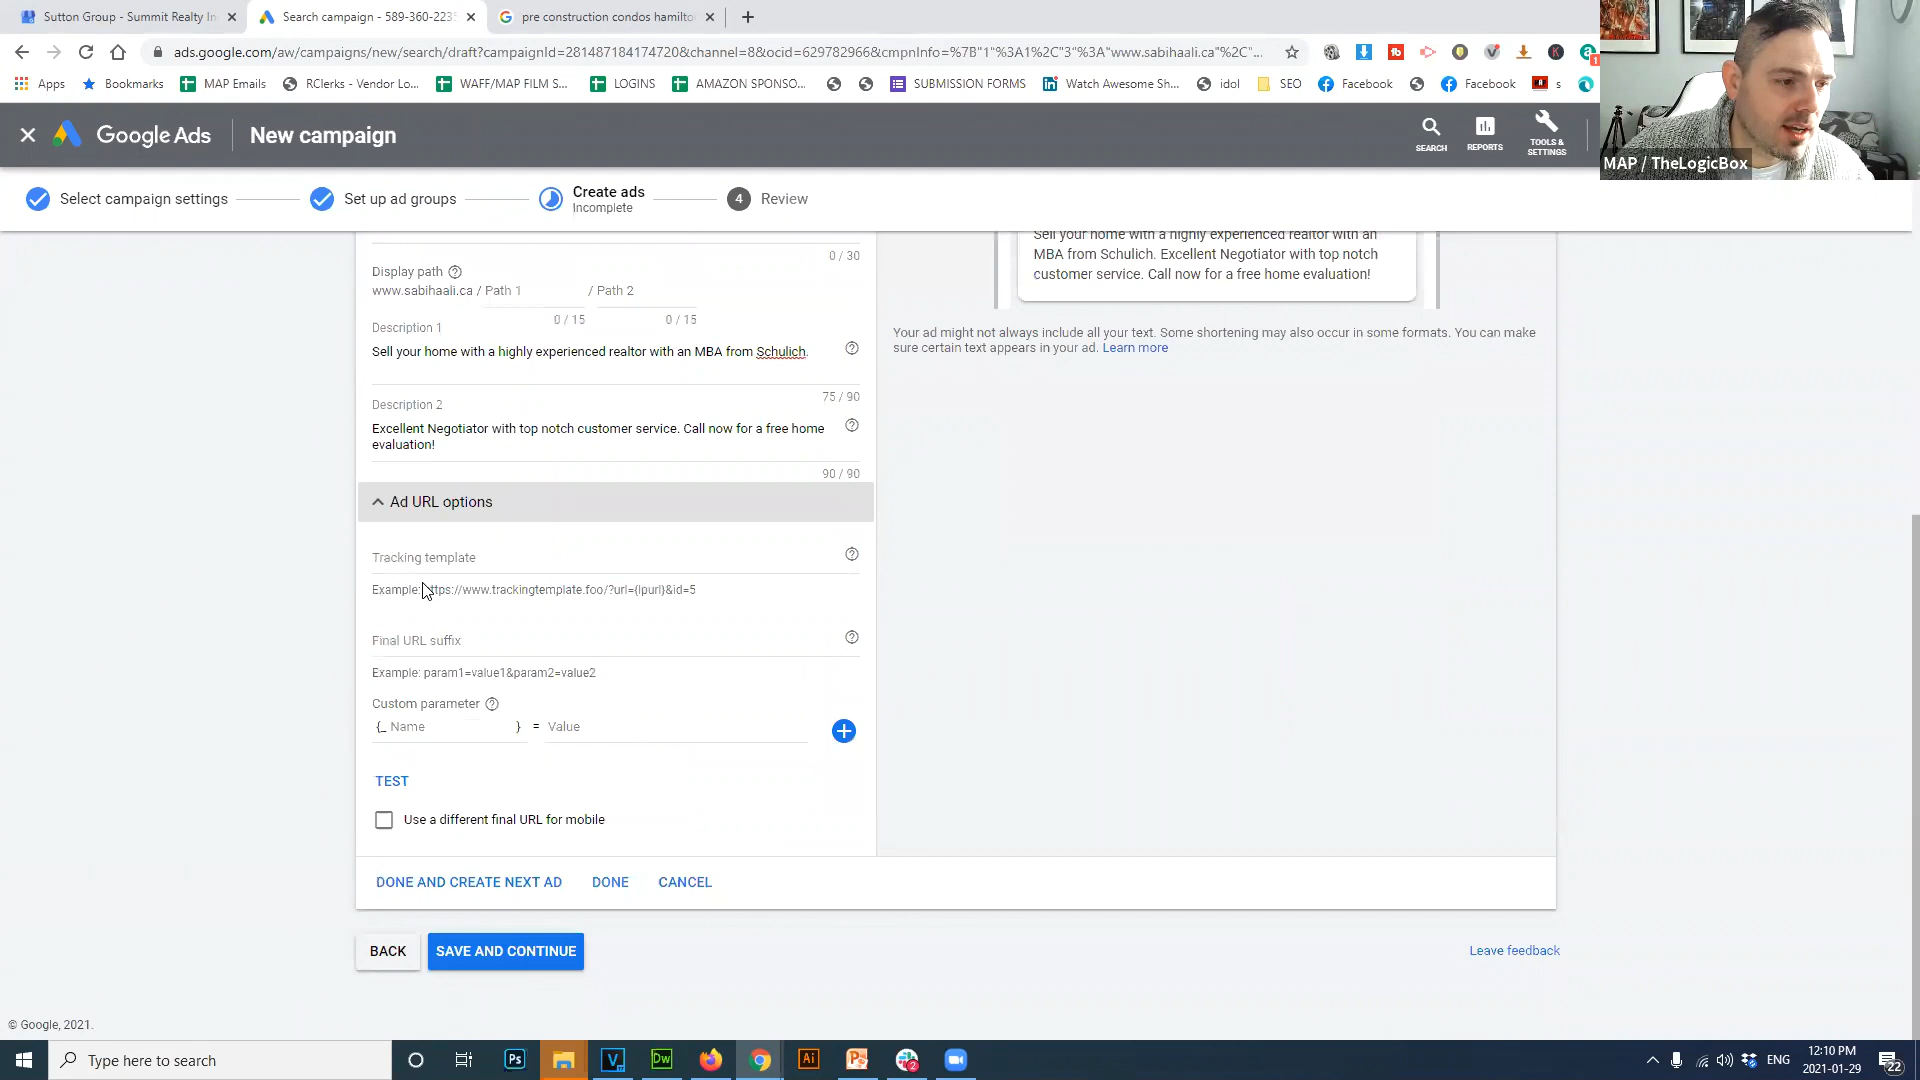 Sutton Group - Summit Realty In
Search campaign - 589-360-2235
pre construction condos hamilto
ads.google.com/aw/campaigns/new/search/draft?campaignId=281487184174720&channel=8&ocid=629782966&cmpnInfo=%7B"1"%3A1%2C"3"%3A"www.sabihaali.ca"%2C"...
Apps
Bookmarks
MAP Emails
RClerks - Vendor Lo...
WAFF/MAP FILM S...
LOGINS
AMAZON SPONSO...
SUBMISSION FORMS
Watch Awesome Sh...
idol
SEO
Facebook
Facebook
s
MAP / TheLogicBox
Google Ads
New campaign
SEARCH
REPORTS
TOOLS & SETTINGS
Select campaign settings
Set up ad groups
Create ads
Incomplete
4
Review
0 / 30
Display path
www.sabihaali.ca / Path 1 / Path 2
0 / 15 0 / 15
Description 1
Sell your home with a highly experienced realtor with an MBA from Schulich.
75 / 90
Description 2
Excellent Negotiator with top notch customer service. Call now for a free home
evaluation!
90 / 90
Ad URL options
Tracking template
Example: https://www.trackingtemplate.foo/?url={lpurl}&id=5
Final URL suffix
Example: param1=value1&param2=value2
Custom parameter
{_ Name } = Value
TEST
Use a different final URL for mobile
DONE AND CREATE NEXT AD DONE CANCEL
Sell your home with a highly experienced realtor with an
MBA from Schulich. Excellent Negotiator with top notch
customer service. Call now for a free home evaluation!
Your ad might not always include all your text. Some shortening may also occur in some formats. You can make
sure certain text appears in your ad. Learn more
BACK
SAVE AND CONTINUE
Leave feedback
© Google, 2021.
Type here to search
Ps
Dw
Ai
2
ENG
12:10 PM
2021-01-29
22